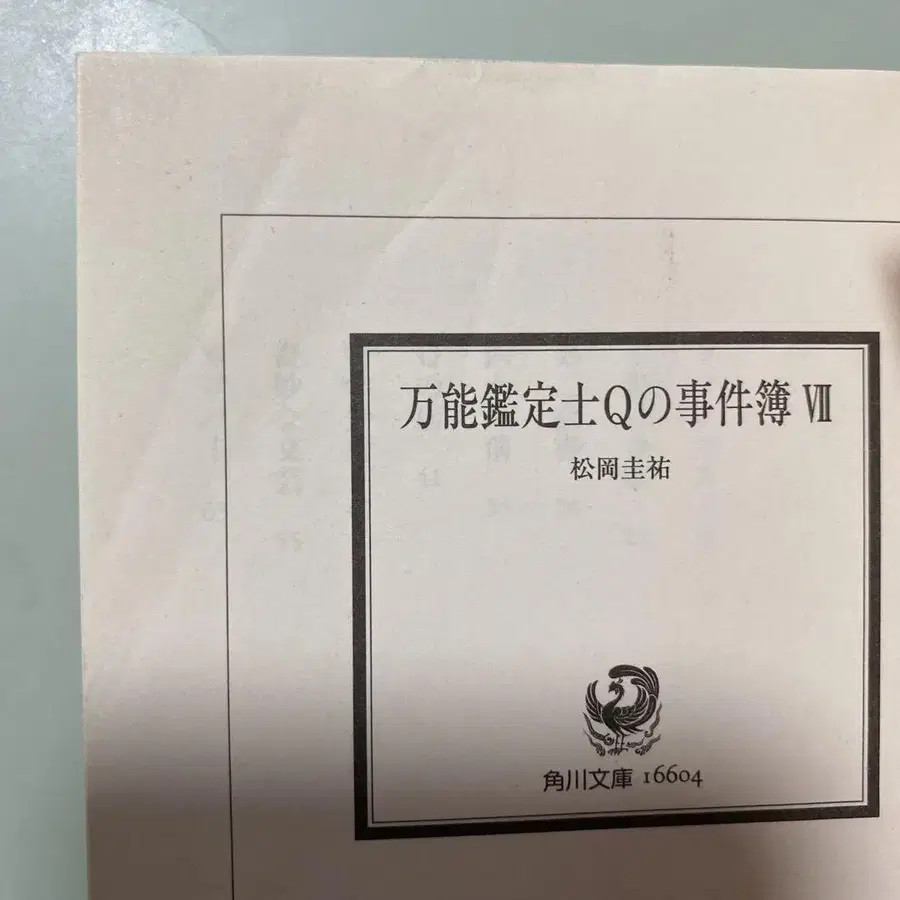 万能鑑定士Qの事件簿 Ⅶ
松岡圭祐
角川文庫 16604